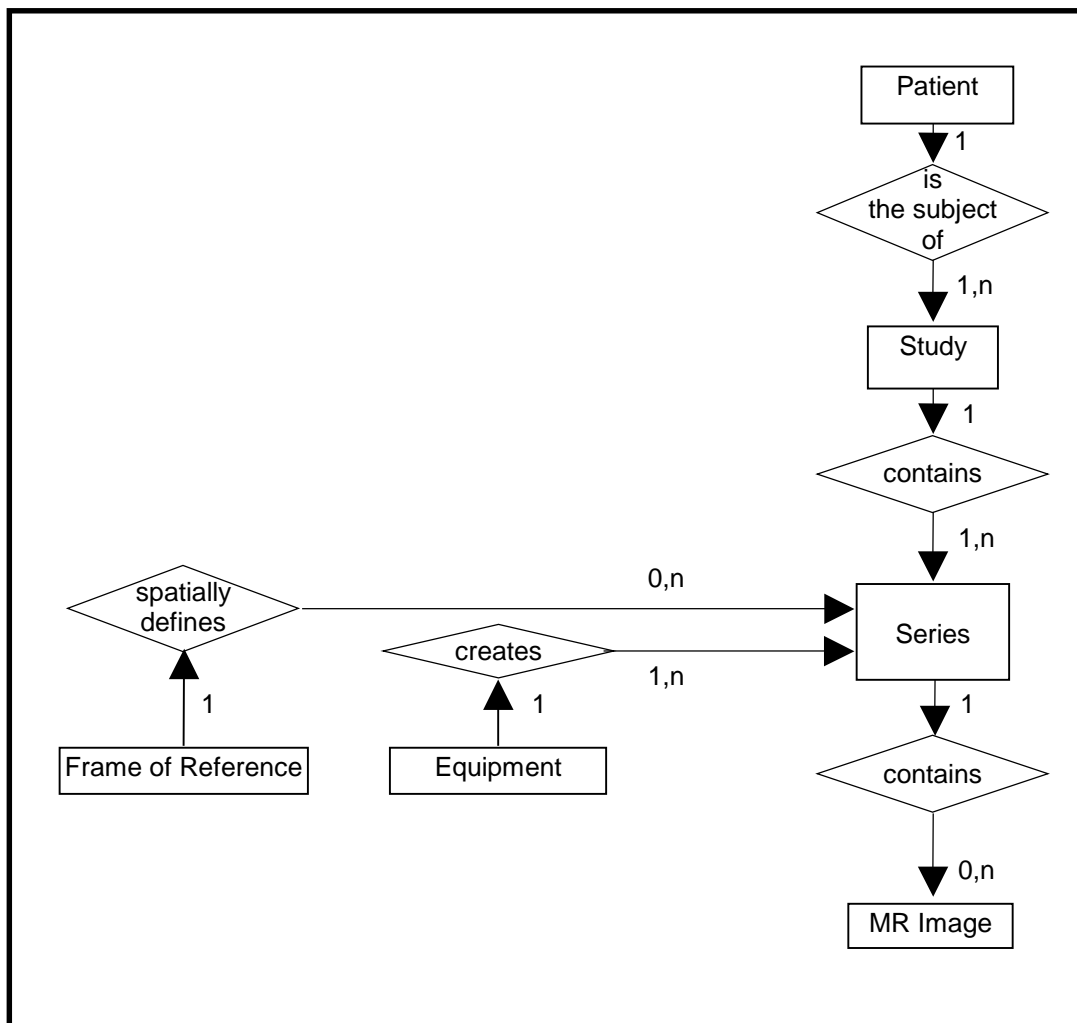 Patient
1
is
the subject
of
1,n
Study
1
contains
1,n
spatially
defines
0,n
Series
creates
1,n
1
1
1
Frame of Reference
Equipment
contains
0,n
MR Image